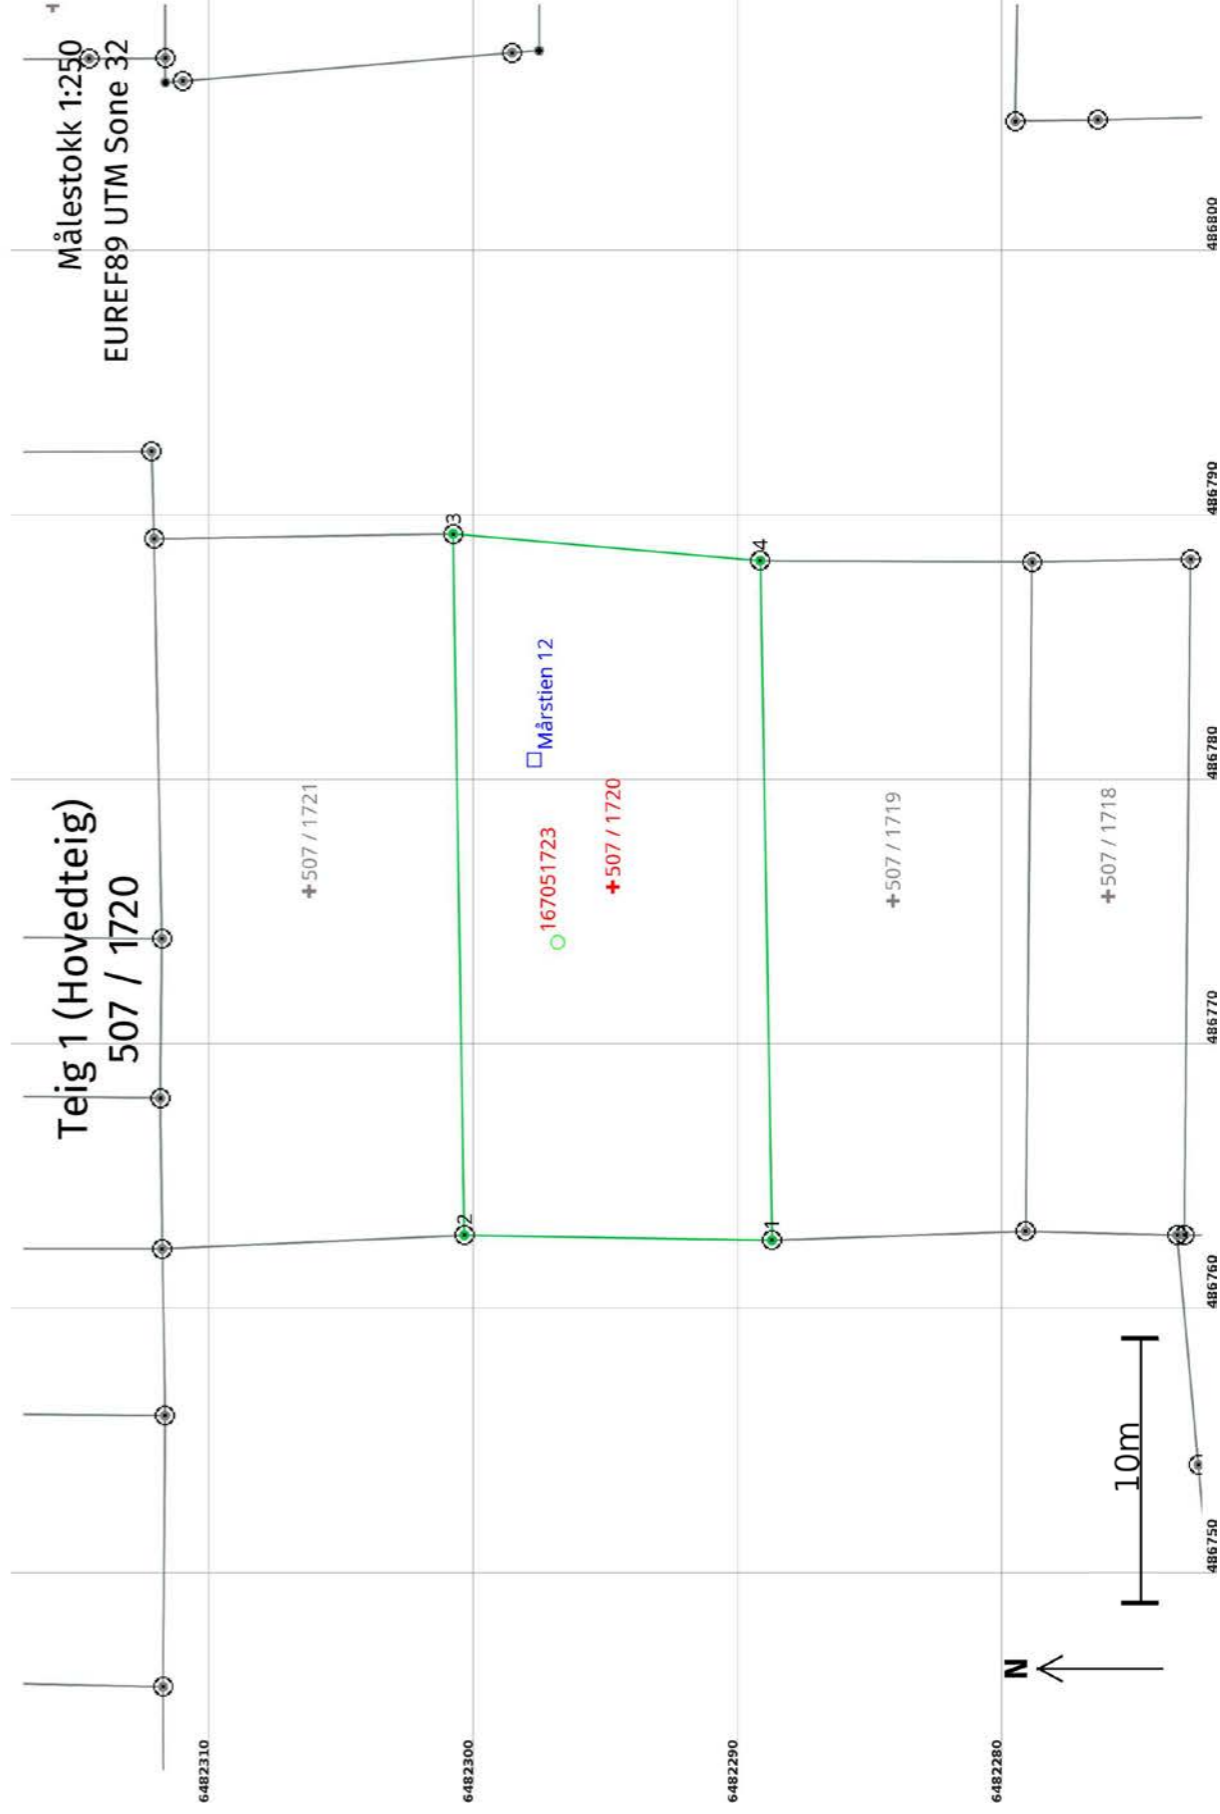 Teig 1 (Hovedteig)
507 / 1720
Målestokk 1:250
EUREF89 UTM Sone 32
6482310
6482300
6482290
6482280
507 / 1721
2
3
167051723
Mårstien 12
507 / 1720
1
4
507 / 1719
N
10m
507 / 1718
486750
486760
486770
486780
486790
486800